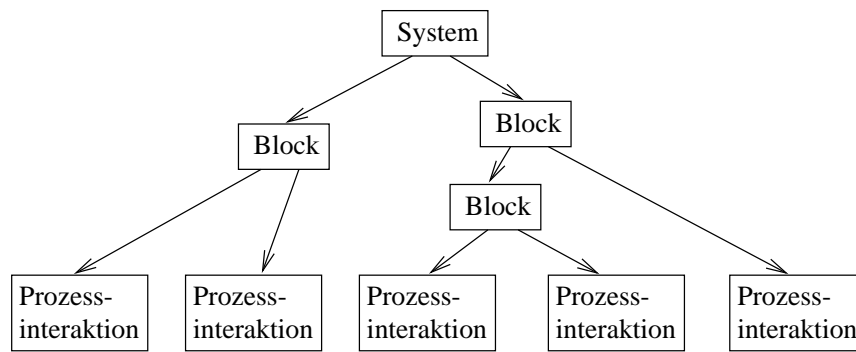 System
Block
Block
Block
Prozess-
interaktion
Prozess-
interaktion
Prozess-
interaktion
Prozess-
interaktion
Prozess-
interaktion